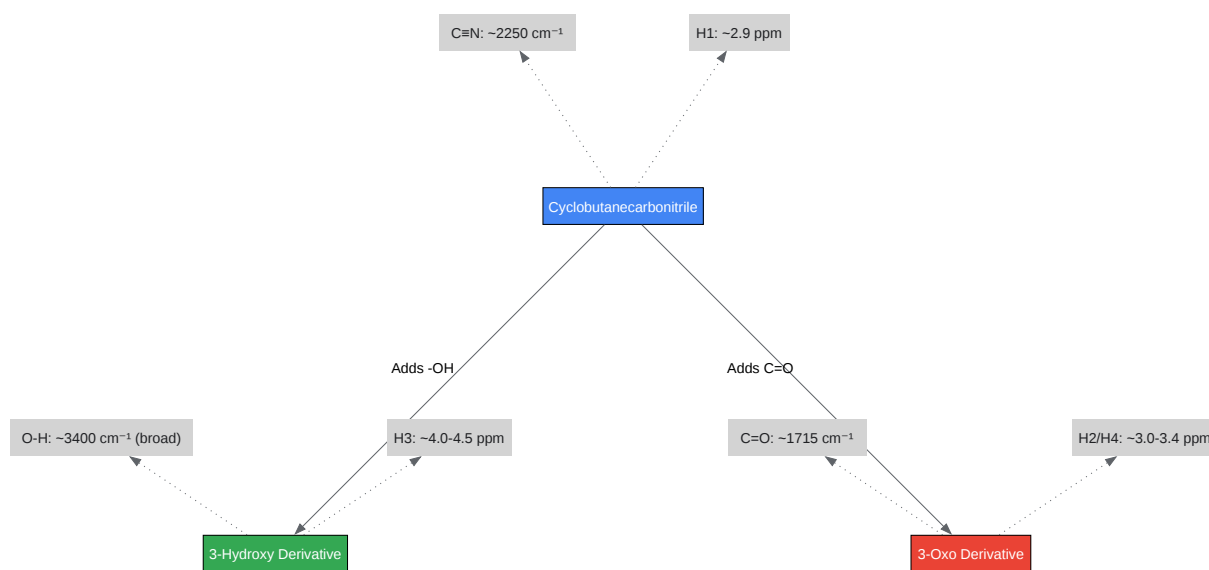 C≡N: ~2250 cm⁻¹
H1: ~2.9 ppm
Cyclobutanecarbonitrile
Adds -OH
Adds C=O
O-H: ~3400 cm⁻¹ (broad)
H3: ~4.0-4.5 ppm
C=O: ~1715 cm⁻¹
H2/H4: ~3.0-3.4 ppm
3-Hydroxy Derivative
3-Oxo Derivative